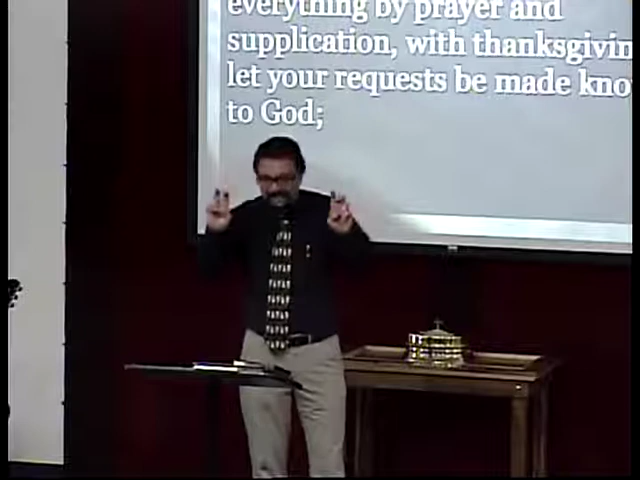 everything by prayer and
supplication, with thanksgivin
let your requests be made kno
to God;